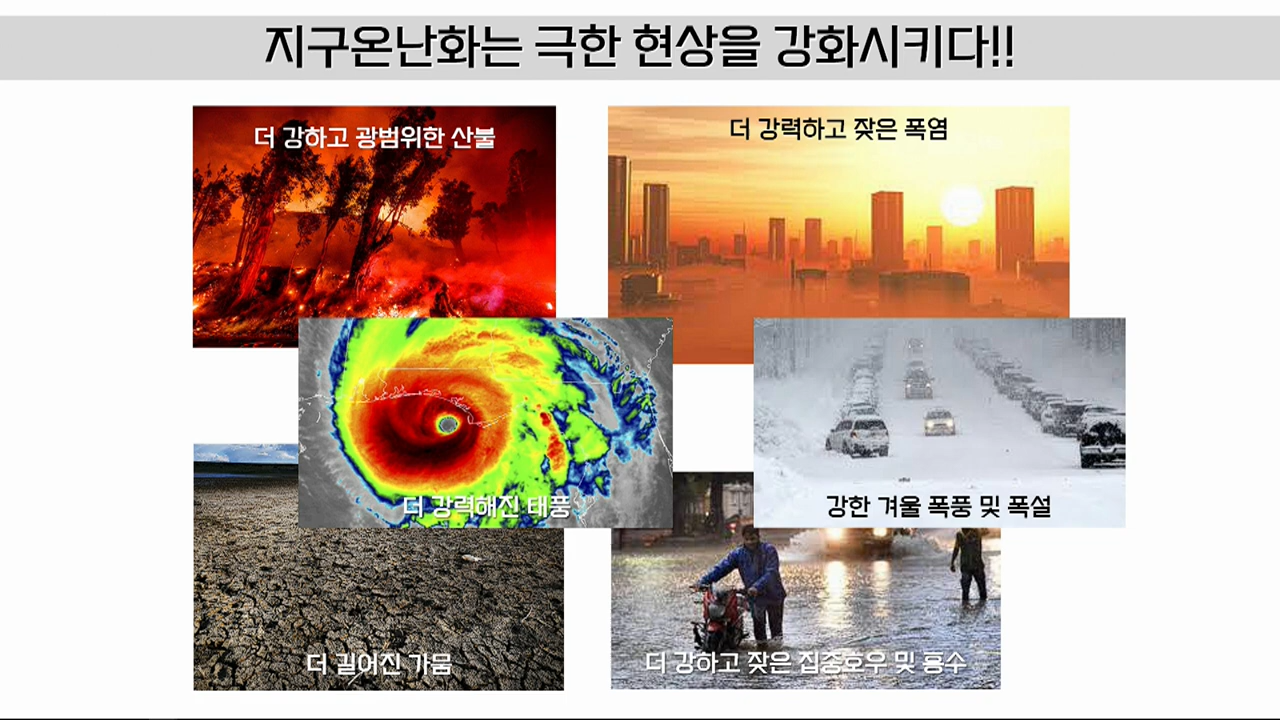 지구온난화는 극한 현상을 강화시키다!!
더 강하고 광범위한 산불
더 강력하고 잦은 폭염
더 강력해진 태풍
강한 겨울 폭풍 및 폭설
더 길어진 가뭄
더 강하고 잦은 집중호우 및 홍수